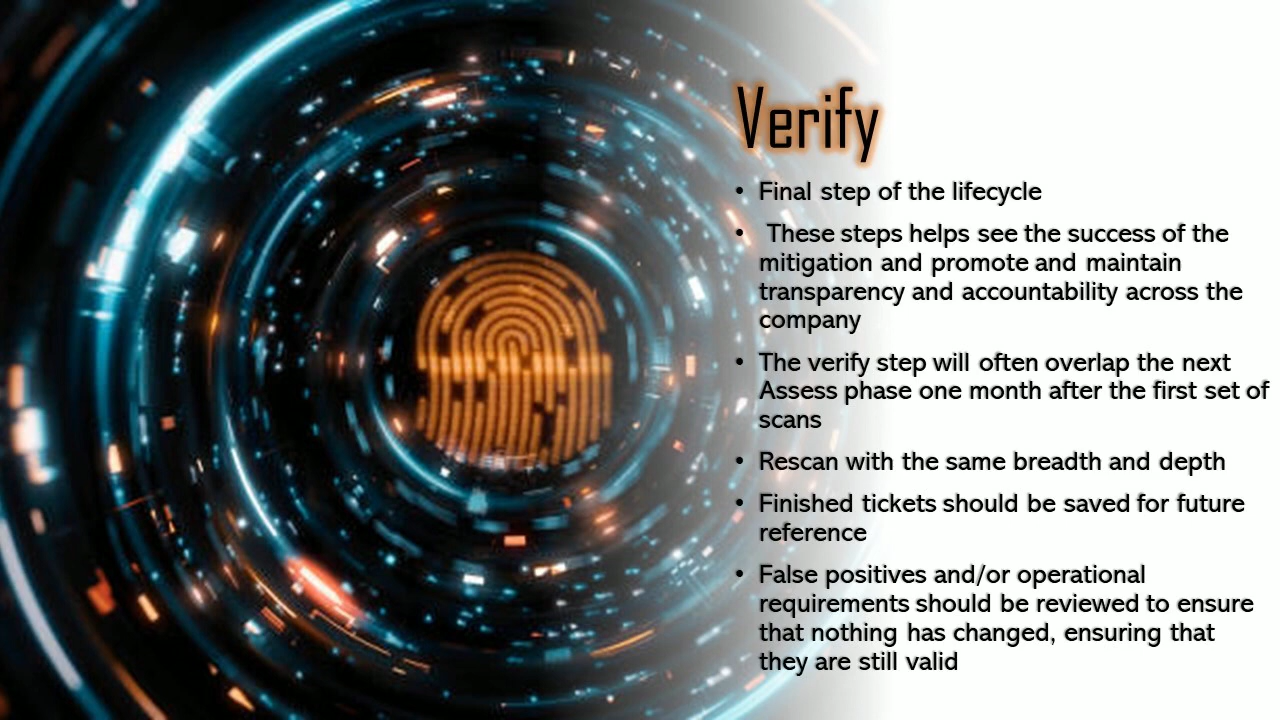 Verify
• Final step of the lifecycle
• These steps helps see the success of the
mitigation and promote and maintain
transparency and accountability across the
company
• The verify step will often overlap the next
Assess phase one month after the first set of
scans
• Rescan with the same breadth and depth
• Finished tickets should be saved for future
reference
• False positives and/or operational
requirements should be reviewed to ensure
that nothing has changed, ensuring that
they are still valid